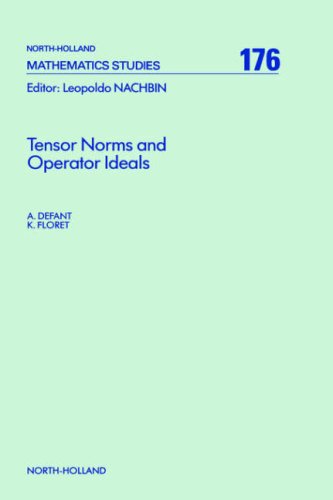 NORTH-HOLLAND
MATHEMATICS STUDIES 176
Editor: Leopoldo NACHBIN
Tensor Norms and
Operator Ideals
A. DEFANT
K. FLORET
NORTH-HOLLAND